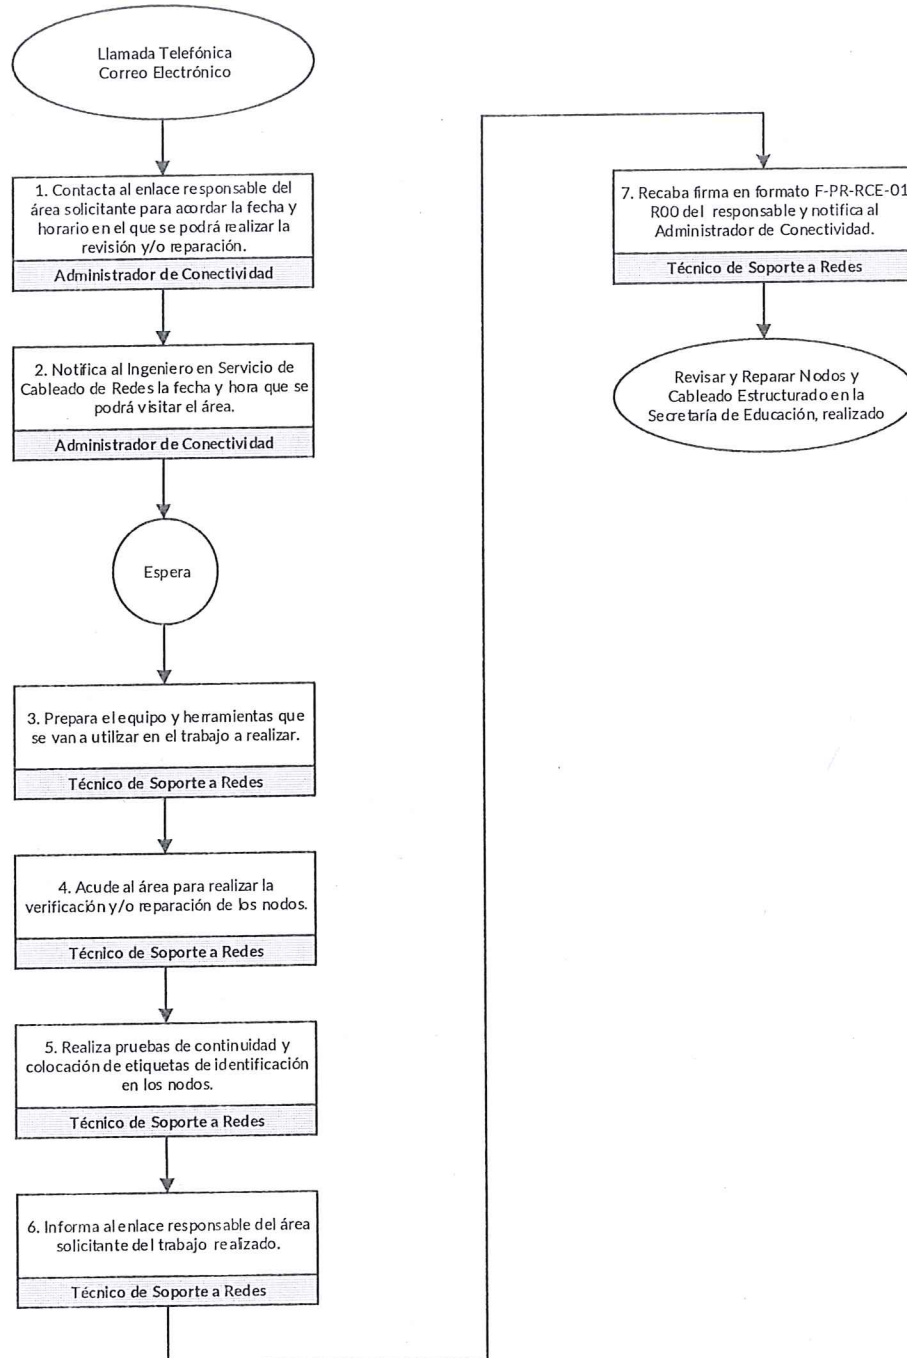 Llamada Telefónica
Correo Electrónico
1. Contacta al enlace responsable del
área solicitante para acordar la fecha y
horario en el que se podrá realizar la
revisión y/o reparación.
Administrador de Conectividad
2. Notifica al Ingeniero en Servicio de
Cableado de Redes la fecha y hora que se
podrá visitar el área.
Administrador de Conectividad
Espera
3. Prepara el equipo y herramientas que
se van a utilizar en el trabajo a realizar.
Técnico de Soporte a Redes
4. Acude al área para realizar la
verificación y/o reparación de los nodos.
Técnico de Soporte a Redes
5. Realiza pruebas de continuidad y
colocación de etiquetas de identificación
en los nodos.
Técnico de Soporte a Redes
6. Informa al enlace responsable del área
solicitante del trabajo realizado.
Técnico de Soporte a Redes
7. Recaba firma en formato F-PR-RCE-01
R00 del responsable y notifica al
Administrador de Conectividad.
Técnico de Soporte a Redes
Revisar y Reparar Nodos y
Cableado Estructurado en la
Secretaría de Educación, realizado